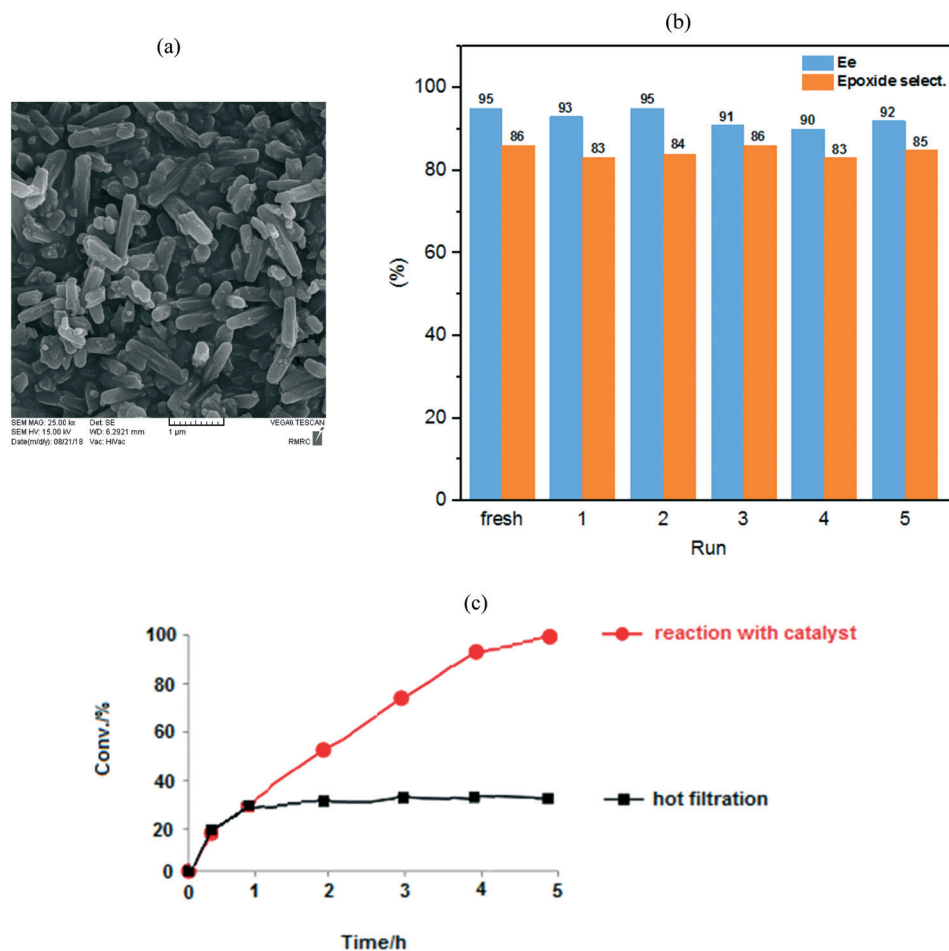 (a)
SEM MAG: 25.00 kx Det: SE
SEM HV: 15.00 kV WD: 6.2921 mm VEGA\\ TESCAN
Date(m/d/y): 08/21/18 Vac: HiVac 1 µm RMRC
(b)
Ee
Epoxide select.
100
80
60
40
20
0
(%)
95 86 93 83 95 84 91 86 90 83 92 85
fresh 1 2 3 4 5
Run
(c)
100
80
60
40
20
0
Conv./%
0 1 2 3 4 5
Time/h
reaction with catalyst
hot filtration